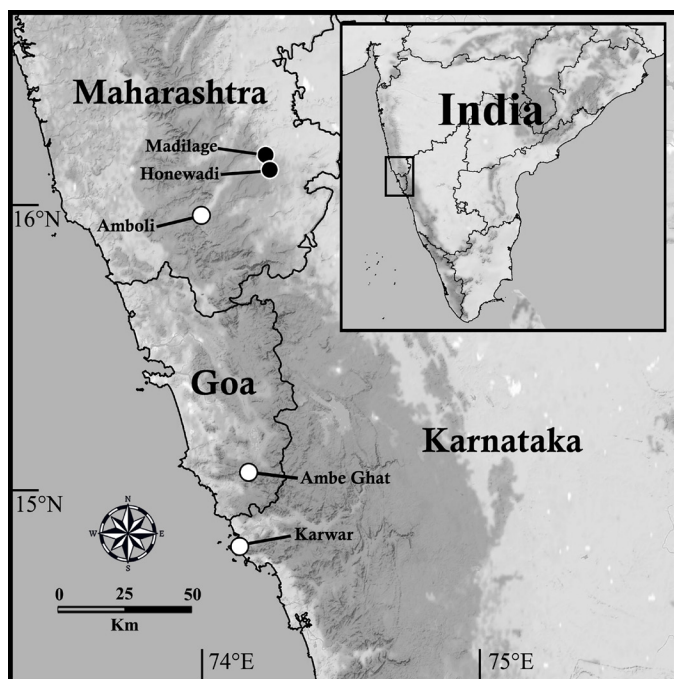 Maharashtra
India
Madilage
Honewadi
16°N
Amboli
Goa
Karnataka
Ambe Ghat
15°N
N
W
E
S
Karwar
0
25
50
Km
74°E
75°E